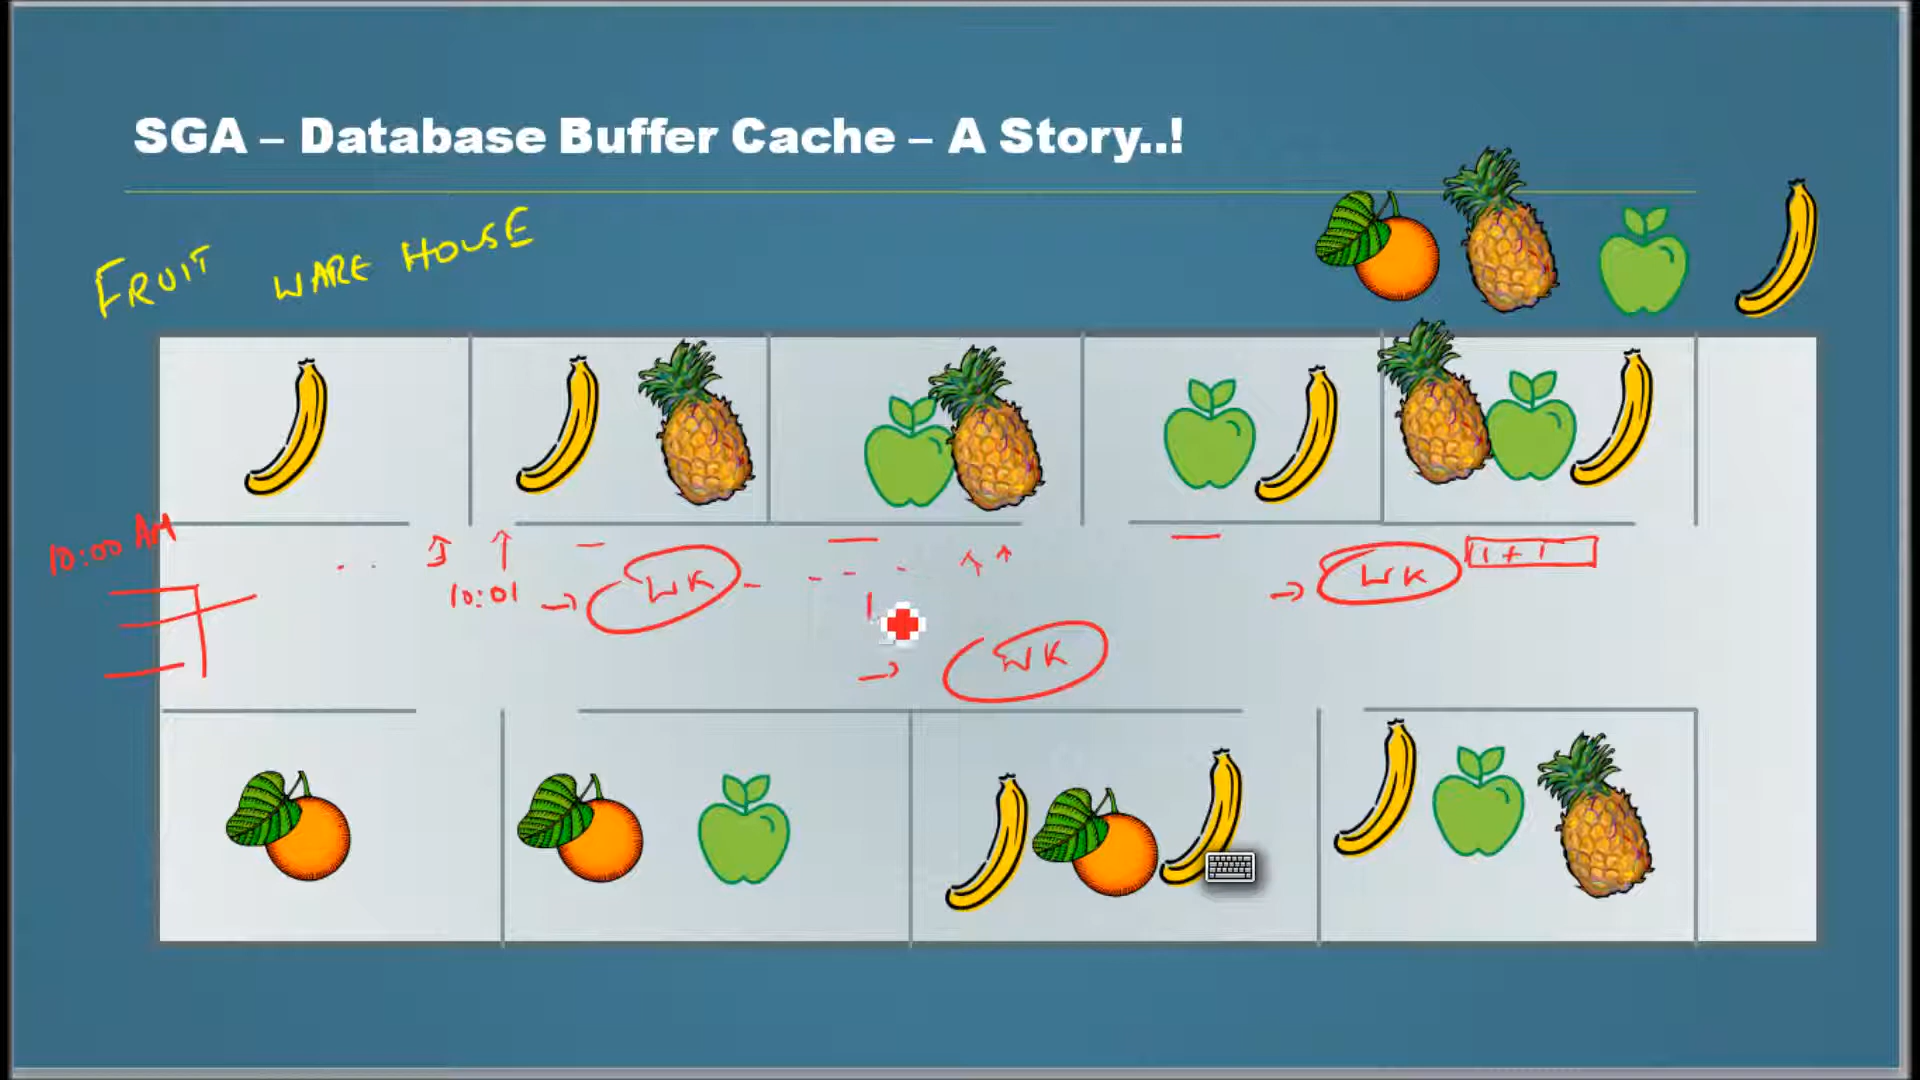 SGA – Database Buffer Cache – A Story..!
FRUIT WARE HOUSE
10:00 AM
10:01
WK
WK
1 + 1
WK